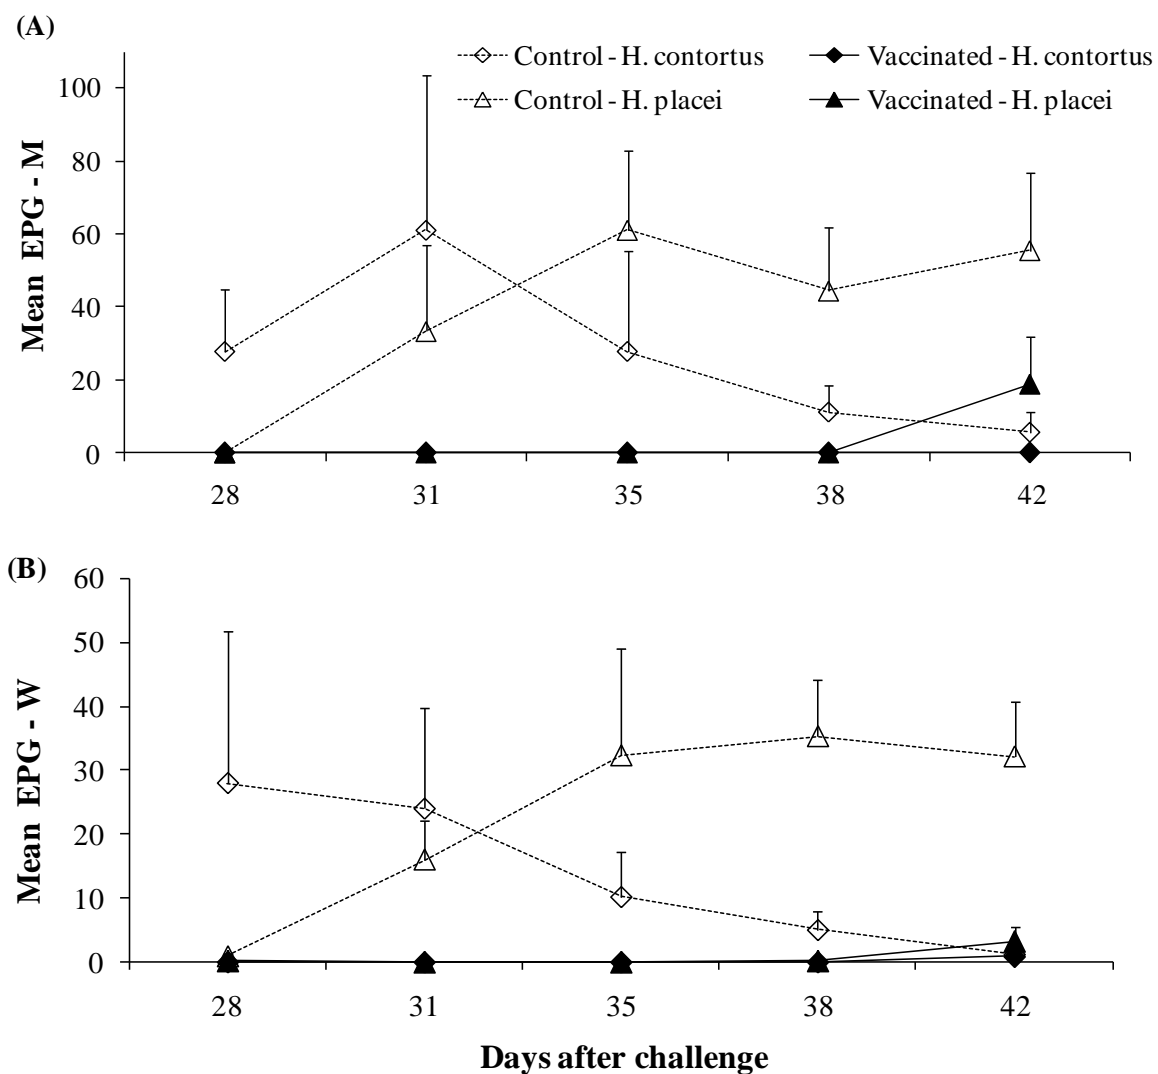 (A)
Control - H. contortus Vaccinated - H. contortus
Control - H. placei Vaccinated - H. placei
Mean EPG - M
100
80
60
40
20
0
28 31 35 38 42
(B)
Mean EPG - W
60
50
40
30
20
10
0
28 31 35 38 42
Days after challenge